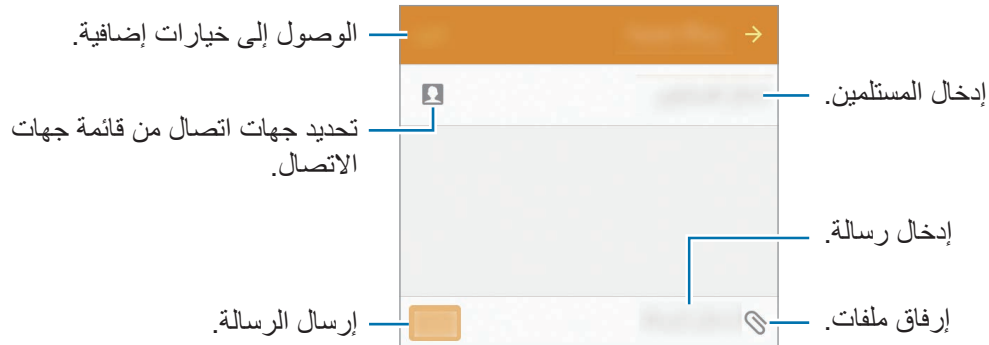 الوصول إلى خيارات إضافية.
إدخال المستلمين.
تحديد جهات اتصال من قائمة جهات
الاتصال.
إدخال رسالة.
إرفاق ملفات.
إرسال الرسالة.